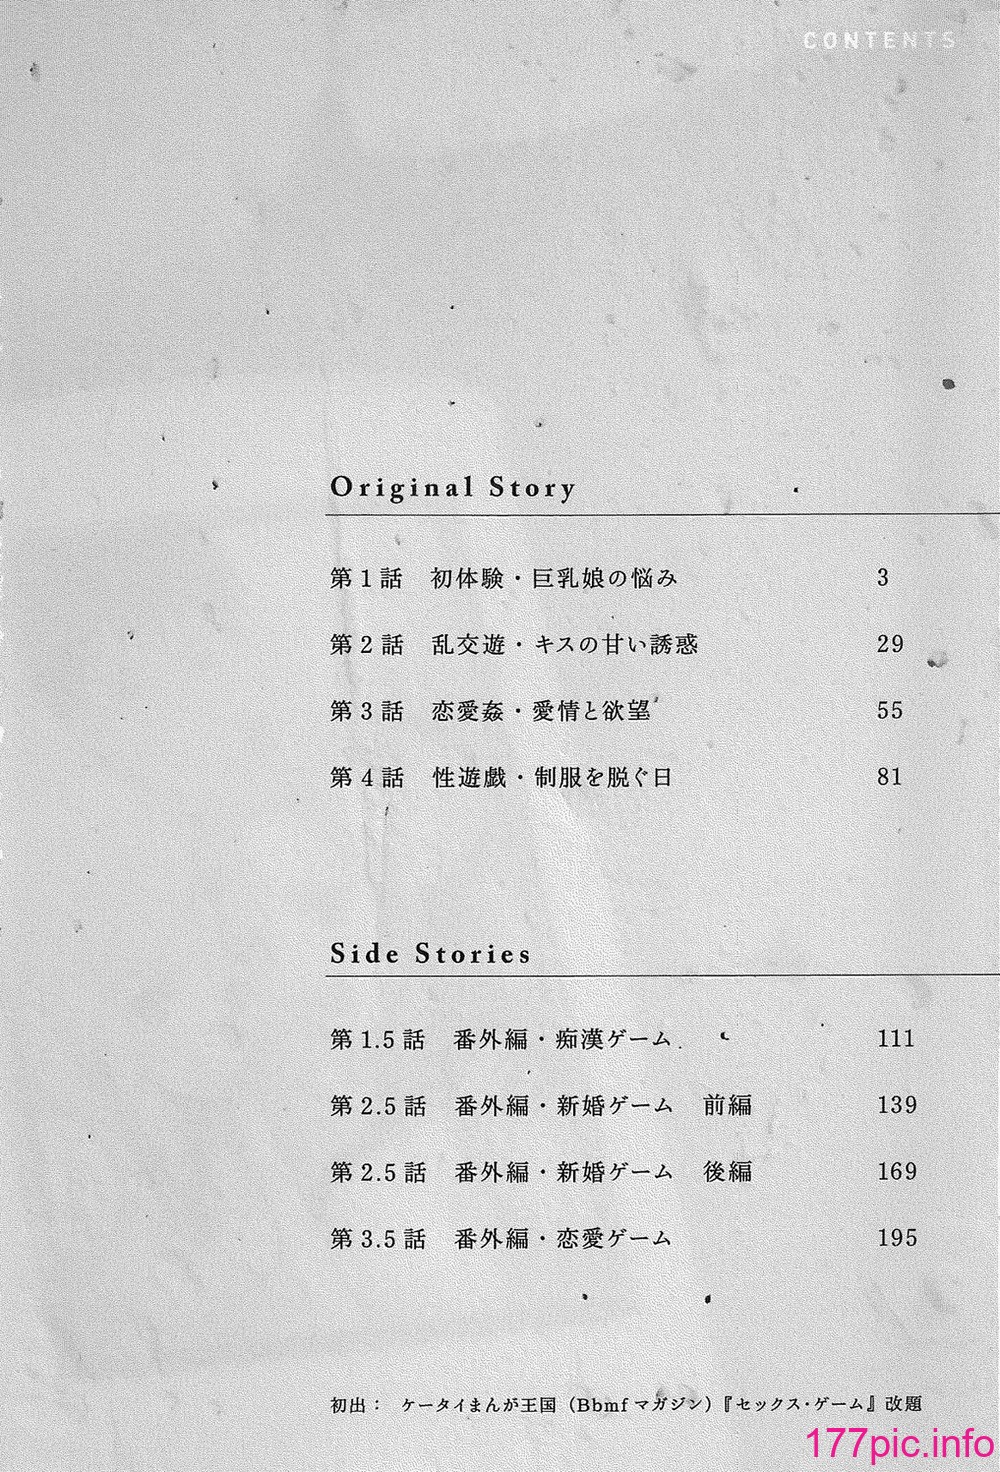 CONTENTS
Original Story
第1話 初体験・巨乳娘の悩み 3
第2話 乱交遊・キスの甘い誘惑 29
第3話 恋愛姦・愛情と欲望 55
第4話 性遊戯・制服を脱ぐ日 81
Side Stories
第1.5話 番外編・痴漢ゲーム 111
第2.5話 番外編・新婚ゲーム 前編 139
第2.5話 番外編・新婚ゲーム 後編 169
第3.5話 番外編・恋愛ゲーム 195
初出： ケータイまんが王国（Bbmfマガジン）『セックス・ゲーム』改題
177pic.info